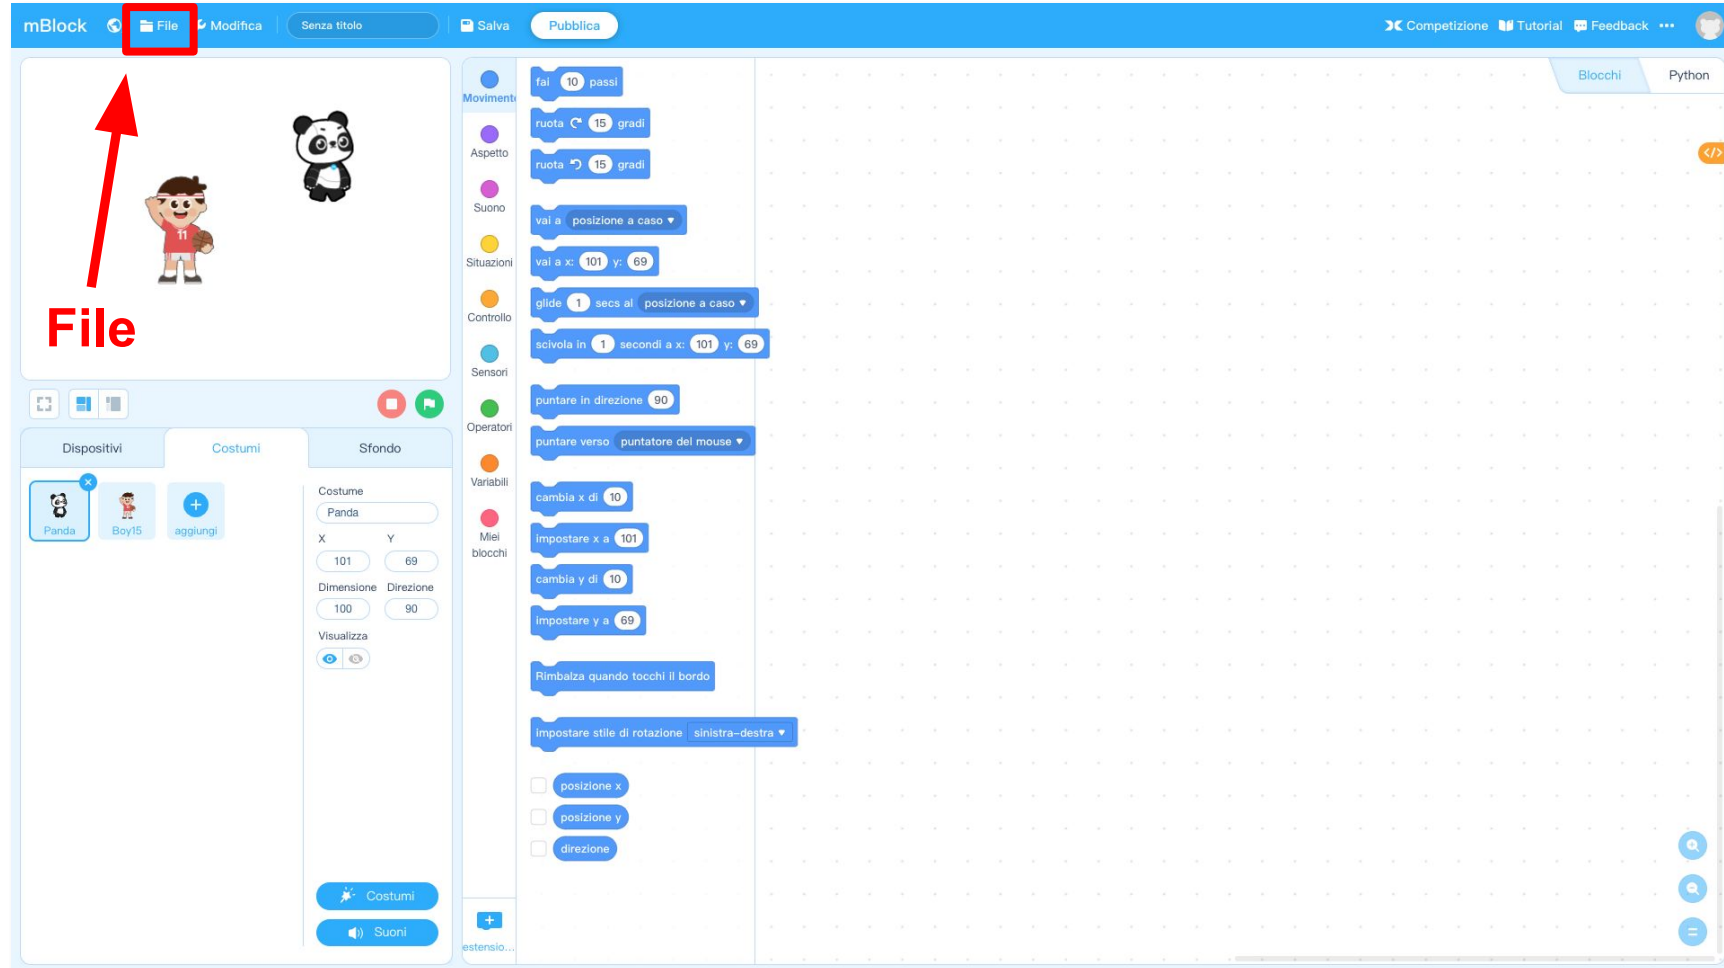 mBlock File Modifica Senza titolo Salva Pubblica Competizione Tutorial Feedback
Blocchi Python
File
11
Dispositivi Costumi Sfondo
Panda Boy15 aggiungi
Costume
Panda
X Y
101 69
Dimensione Direzione
100 90
Visualizza
Costumi
Suoni
Movimento
Aspetto
Suono
Situazioni
Controllo
Sensori
Operatori
Variabili
Miei
blocchi
estensio...
fai 10 passi
ruota 15 gradi
ruota 15 gradi
vai a posizione a caso
vai a x: 101 y: 69
glide 1 secs al posizione a caso
scivola in 1 secondi a x: 101 y: 69
puntare in direzione 90
puntare verso puntatore del mouse
cambia x di 10
impostare x a 101
cambia y di 10
impostare y a 69
Rimbalza quando tocchi il bordo
impostare stile di rotazione sinistra-destra
posizione x
posizione y
direzione